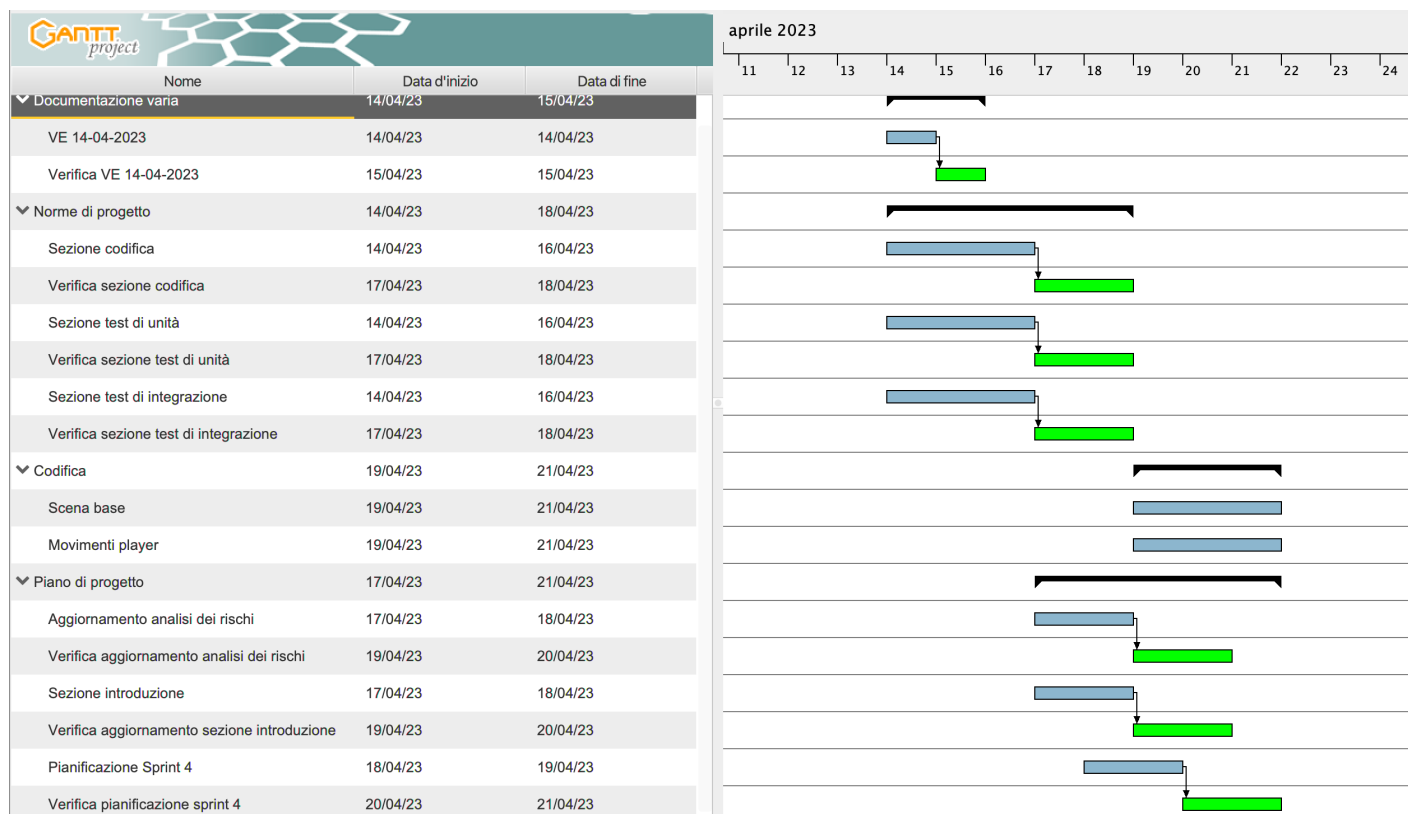 GANTT project
aprile 2023
11 12 13 14 15 16 17 18 19 20 21 22 23 24
Nome Data d'inizio Data di fine
Documentazione varia 14/04/23 15/04/23
VE 14-04-2023 14/04/23 14/04/23
Verifica VE 14-04-2023 15/04/23 15/04/23
Norme di progetto 14/04/23 18/04/23
Sezione codifica 14/04/23 16/04/23
Verifica sezione codifica 17/04/23 18/04/23
Sezione test di unità 14/04/23 16/04/23
Verifica sezione test di unità 17/04/23 18/04/23
Sezione test di integrazione 14/04/23 16/04/23
Verifica sezione test di integrazione 17/04/23 18/04/23
Codifica 19/04/23 21/04/23
Scena base 19/04/23 21/04/23
Movimenti player 19/04/23 21/04/23
Piano di progetto 17/04/23 21/04/23
Aggiornamento analisi dei rischi 17/04/23 18/04/23
Verifica aggiornamento analisi dei rischi 19/04/23 20/04/23
Sezione introduzione 17/04/23 18/04/23
Verifica aggiornamento sezione introduzione 19/04/23 20/04/23
Pianificazione Sprint 4 18/04/23 19/04/23
Verifica pianificazione sprint 4 20/04/23 21/04/23